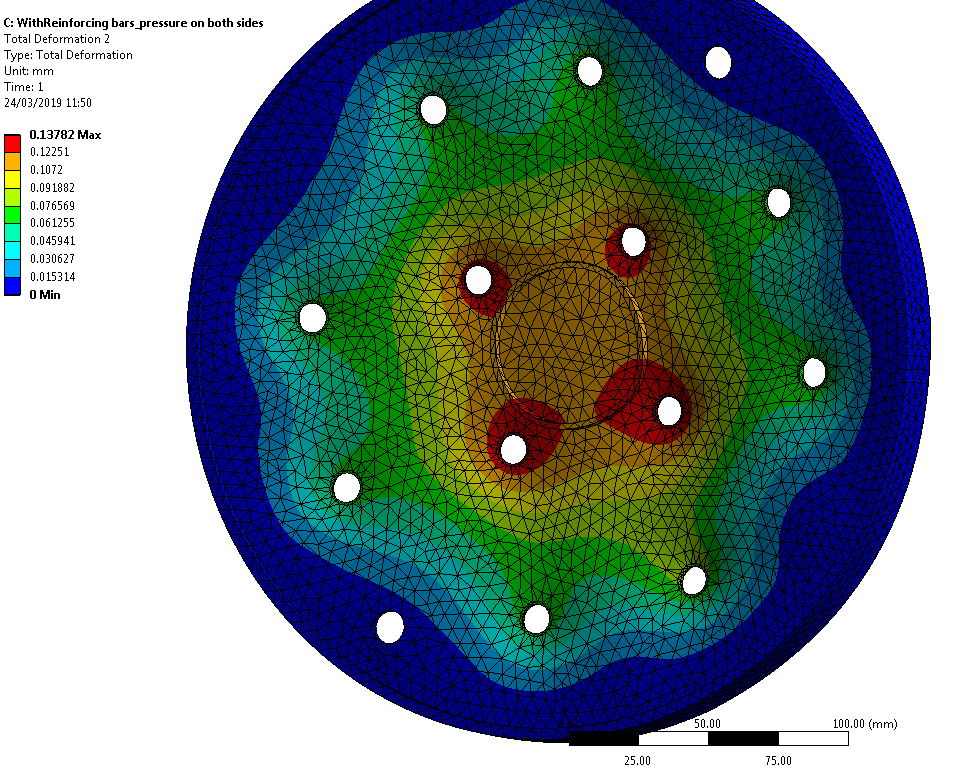 C: WithReinforcing bars_pressure on both sides
Total Deformation 2
Type: Total Deformation
Unit: mm
Time: 1
24/03/2019 11:50
0.13782 Max
0.12251
0.1072
0.091882
0.076569
0.061255
0.045941
0.030627
0.015314
0 Min
50.00
100.00 (mm)
25.00
75.00